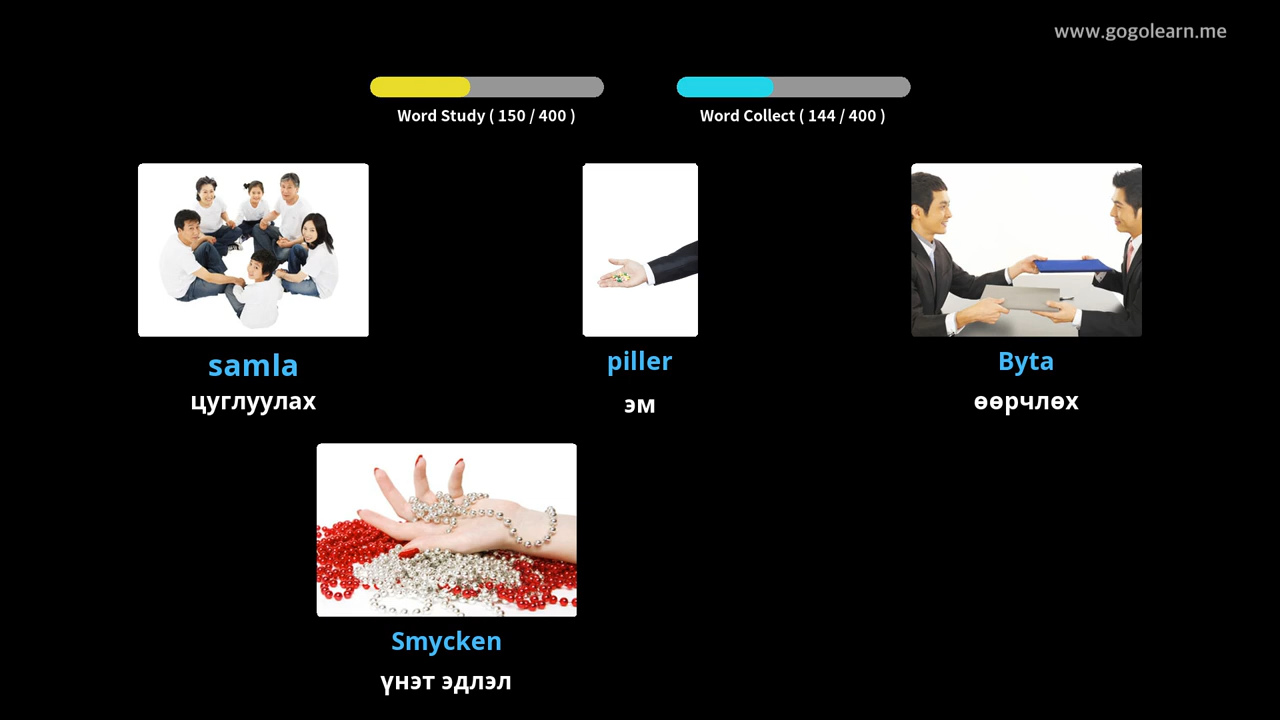 www.gogolearn.me
Word Study ( 150 / 400 )
Word Collect ( 144 / 400 )
samla
цуглуулах
piller
эм
Byta
өөрчлөх
Smycken
үнэт эдлэл